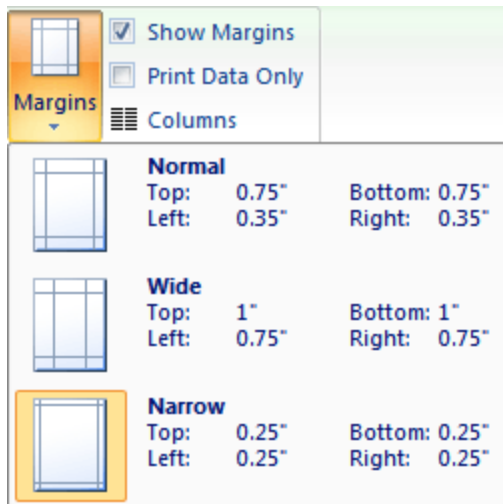 Margins
Show Margins
Print Data Only
Columns
Normal
Top: 0.75" Bottom: 0.75"
Left: 0.35" Right: 0.35"
Wide
Top: 1" Bottom: 1"
Left: 0.75" Right: 0.75"
Narrow
Top: 0.25" Bottom: 0.25"
Left: 0.25" Right: 0.25"